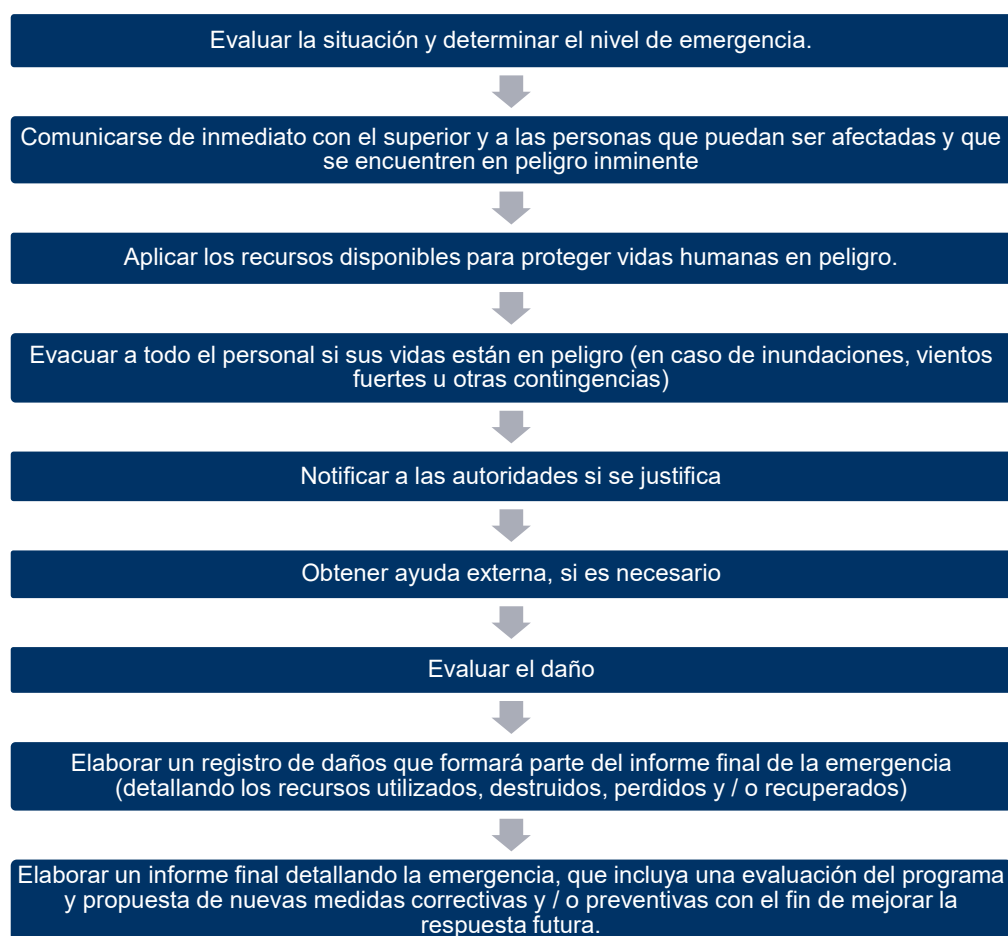 Evaluar la situación y determinar el nivel de emergencia.
Comunicarse de inmediato con el superior y a las personas que puedan ser afectadas y que
se encuentren en peligro inminente
Aplicar los recursos disponibles para proteger vidas humanas en peligro.
Evacuar a todo el personal si sus vidas están en peligro (en caso de inundaciones, vientos
fuertes u otras contingencias)
Notificar a las autoridades si se justifica
Obtener ayuda externa, si es necesario
Evaluar el daño
Elaborar un registro de daños que formará parte del informe final de la emergencia
(detallando los recursos utilizados, destruidos, perdidos y / o recuperados)
Elaborar un informe final detallando la emergencia, que incluya una evaluación del programa
y propuesta de nuevas medidas correctivas y / o preventivas con el fin de mejorar la
respuesta futura.